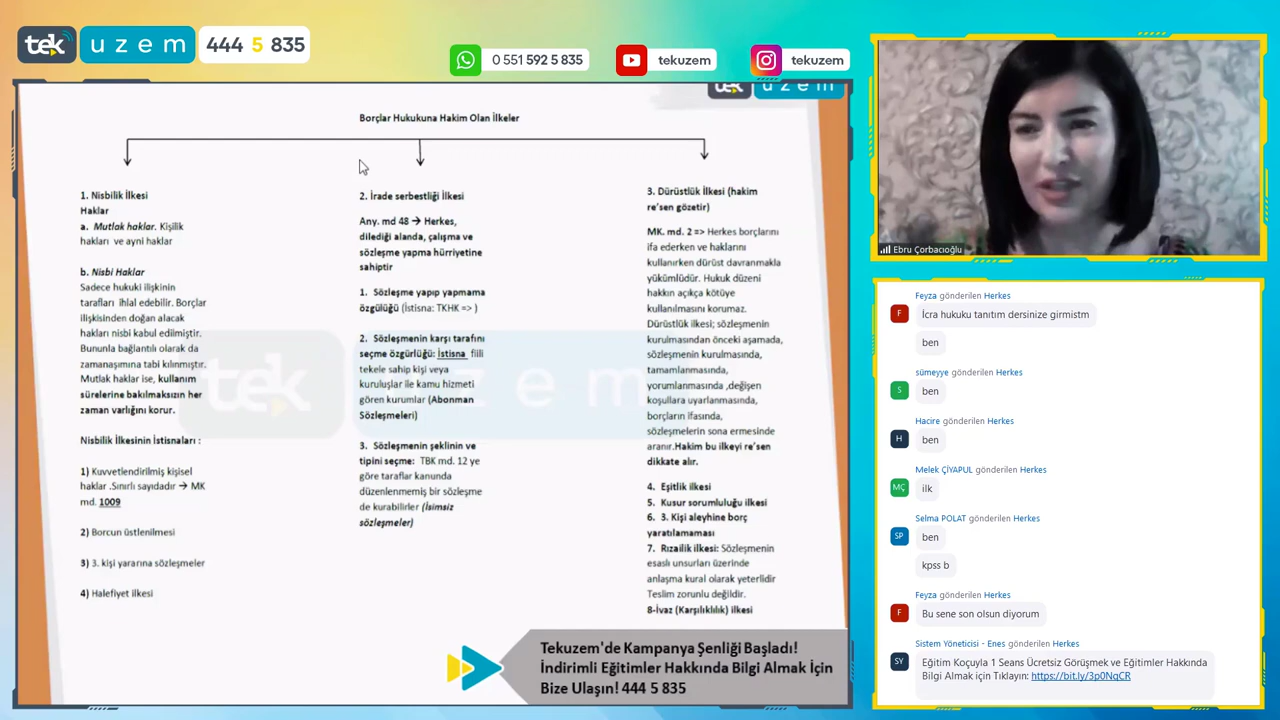 tek uzem 444 5 835
0 551 592 5 835
tekuzem
tekuzem
tek uzem
Borçlar Hukukuna Hakim Olan İlkeler
1. Nisbilik İlkesi
Haklar
a. Mutlak haklar. Kişilik
hakları ve ayni haklar
b. Nisbi Haklar
Sadece hukuki ilişkinin
tarafları ihlal edebilir. Borçlar
ilişkisinden doğan alacak
hakları nisbi kabul edilmiştir.
Bununla bağlantılı olarak da
zamanaşımına tabi kılınmıştır.
Mutlak haklar ise, kullanım
sürelerine bakılmaksızın her
zaman varlığını korur.
Nisbilik İlkesinin İstisnaları :
1) Kuvvetlendirilmiş kişisel
haklar .Sınırlı sayıdadır → MK
md. 1009
2) Borcun üstlenilmesi
3) 3. kişi yararına sözleşmeler
4) Halefiyet ilkesi
2. İrade serbestliği İlkesi
Any. md 48 → Herkes,
dilediği alanda, çalışma ve
sözleşme yapma hürriyetine
sahiptir
1. Sözleşme yapıp yapmama
özgülüğü (İstisna: TKHK => )
2. Sözleşmenin karşı tarafını
seçme özgürlüğü: İstisna fiili
tekele sahip kişi veya
kuruluşlar ile kamu hizmeti
gören kurumlar (Abonman
Sözleşmeleri)
3. Sözleşmenin şeklinin ve
tipini seçme: TBK md. 12 ye
göre taraflar kanunda
düzenlenmemiş bir sözleşme
de kurabilirler (İsimsiz
sözleşmeler)
3. Dürüstlük İlkesi (hakim
re'sen gözetir)
MK. md. 2 => Herkes borçlarını
ifa ederken ve haklarını
kullanırken dürüst davranmakla
yükümlüdür. Hukuk düzeni
hakkın açıkça kötüye
kullanılmasını korumaz.
Dürüstlük ilkesi; sözleşmenin
kurulmasından önceki aşamada,
sözleşmenin kurulmasında,
tamamlanmasında,
yorumlanmasında ,değişen
koşullara uyarlanmasında,
borçların ifasında,
sözleşmelerin sona ermesinde
aranır.Hakim bu ilkeyi re'sen
dikkate alır.
4. Eşitlik ilkesi
5. Kusur sorumluluğu ilkesi
6. 3. Kişi aleyhine borç
yaratılamaması
7. Rızailik ilkesi: Sözleşmenin
esaslı unsurları üzerinde
anlaşma kural olarak yeterlidir
Teslim zorunlu değildir.
8-İvaz (Karşılıklılık) ilkesi
tek uzem
Tekuzem'de Kampanya Şenliği Başladı!
İndirimli Eğitimler Hakkında Bilgi Almak İçin
Bize Ulaşın! 444 5 835
Ebru Çorbacıoğlu
Feyza gönderilen Herkes
F
İcra hukuku tanıtım dersinize girmistm
ben
sümeyye gönderilen Herkes
S
ben
Hacire gönderilen Herkes
H
ben
Melek ÇİYAPUL gönderilen Herkes
MÇ
ilk
Selma POLAT gönderilen Herkes
SP
ben
kpss b
Feyza gönderilen Herkes
F
Bu sene son olsun diyorum
Sistem Yöneticisi - Enes gönderilen Herkes
SY
Eğitim Koçuyla 1 Seans Ücretsiz Görüşmek ve Eğitimler Hakkında
Bilgi Almak için Tıklayın: https://bit.ly/3p0NqCR